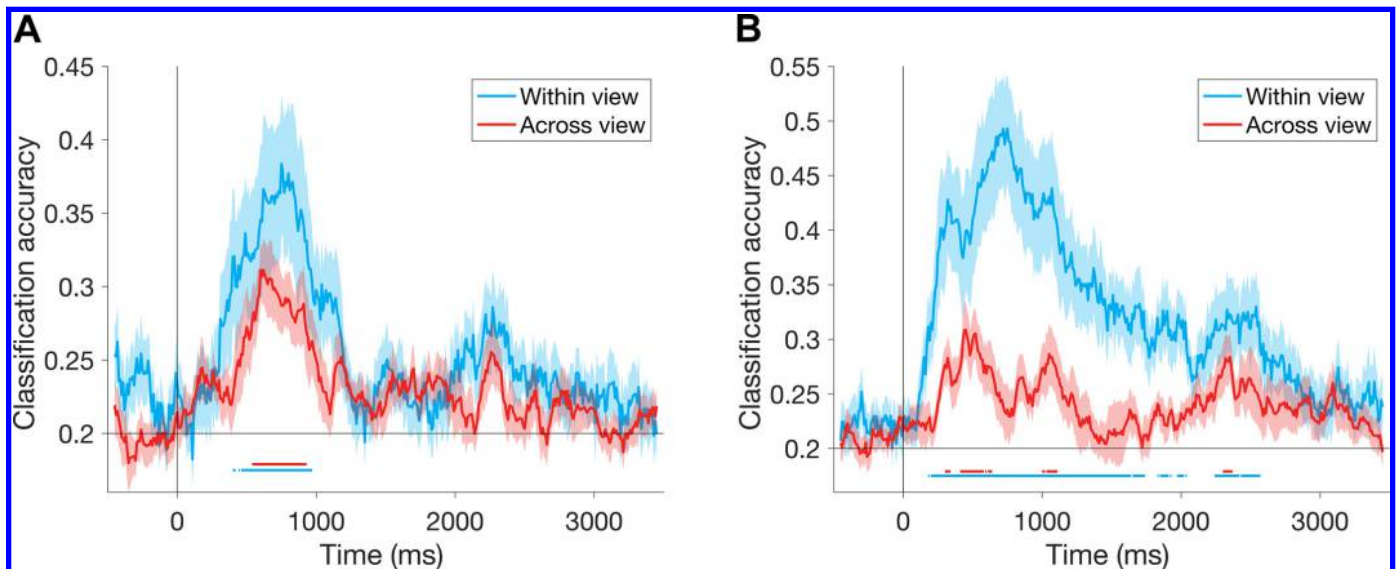 A
Classification accuracy
0.45
0.4
0.35
0.3
0.25
0.2
Within view
Across view
0
1000
2000
3000
Time (ms)
B
Classification accuracy
0.55
0.5
0.45
0.4
0.35
0.3
0.25
0.2
Within view
Across view
0
1000
2000
3000
Time (ms)